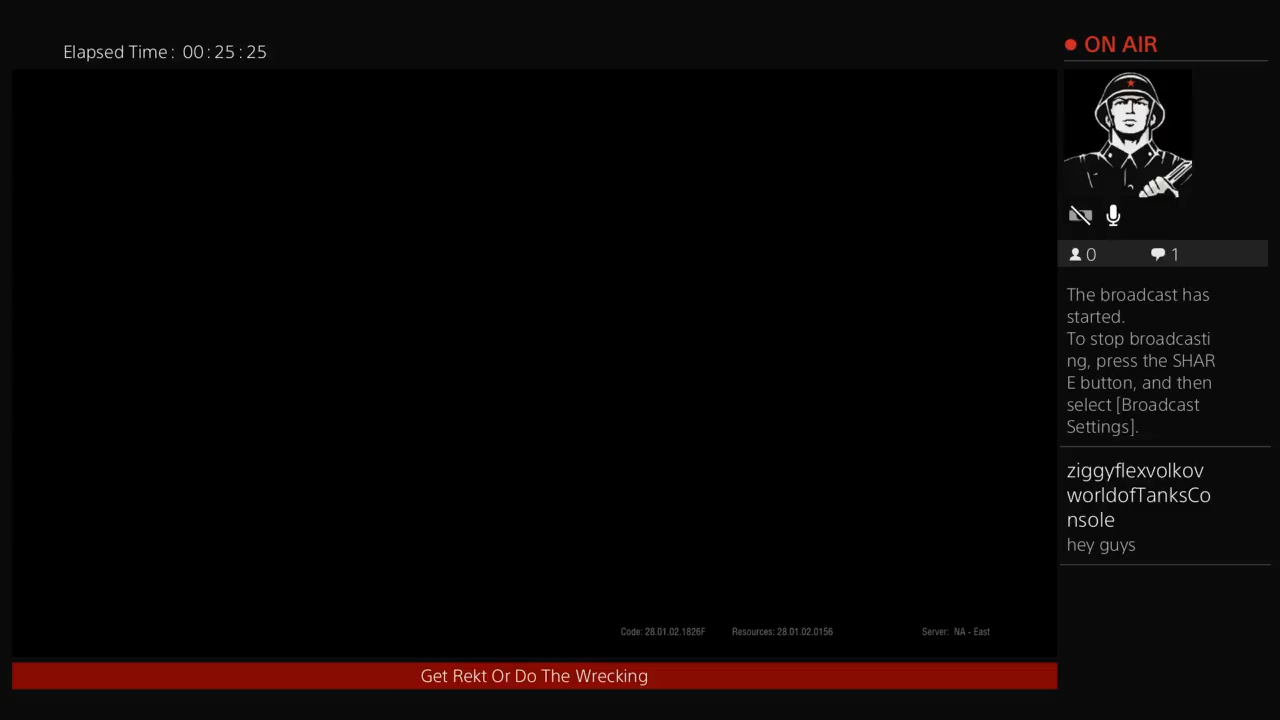 Elapsed Time: 00:25:25
ON AIR
0
1
The broadcast has
started.
To stop broadcasti
ng, press the SHAR
E button, and then
select [Broadcast
Settings].
ziggyflexvolkov
worldofTanksCo
nsole
hey guys
Code: 28.01.02.1826F
Resources: 28.01.02.0156
Server: NA - East
Get Rekt Or Do The Wrecking